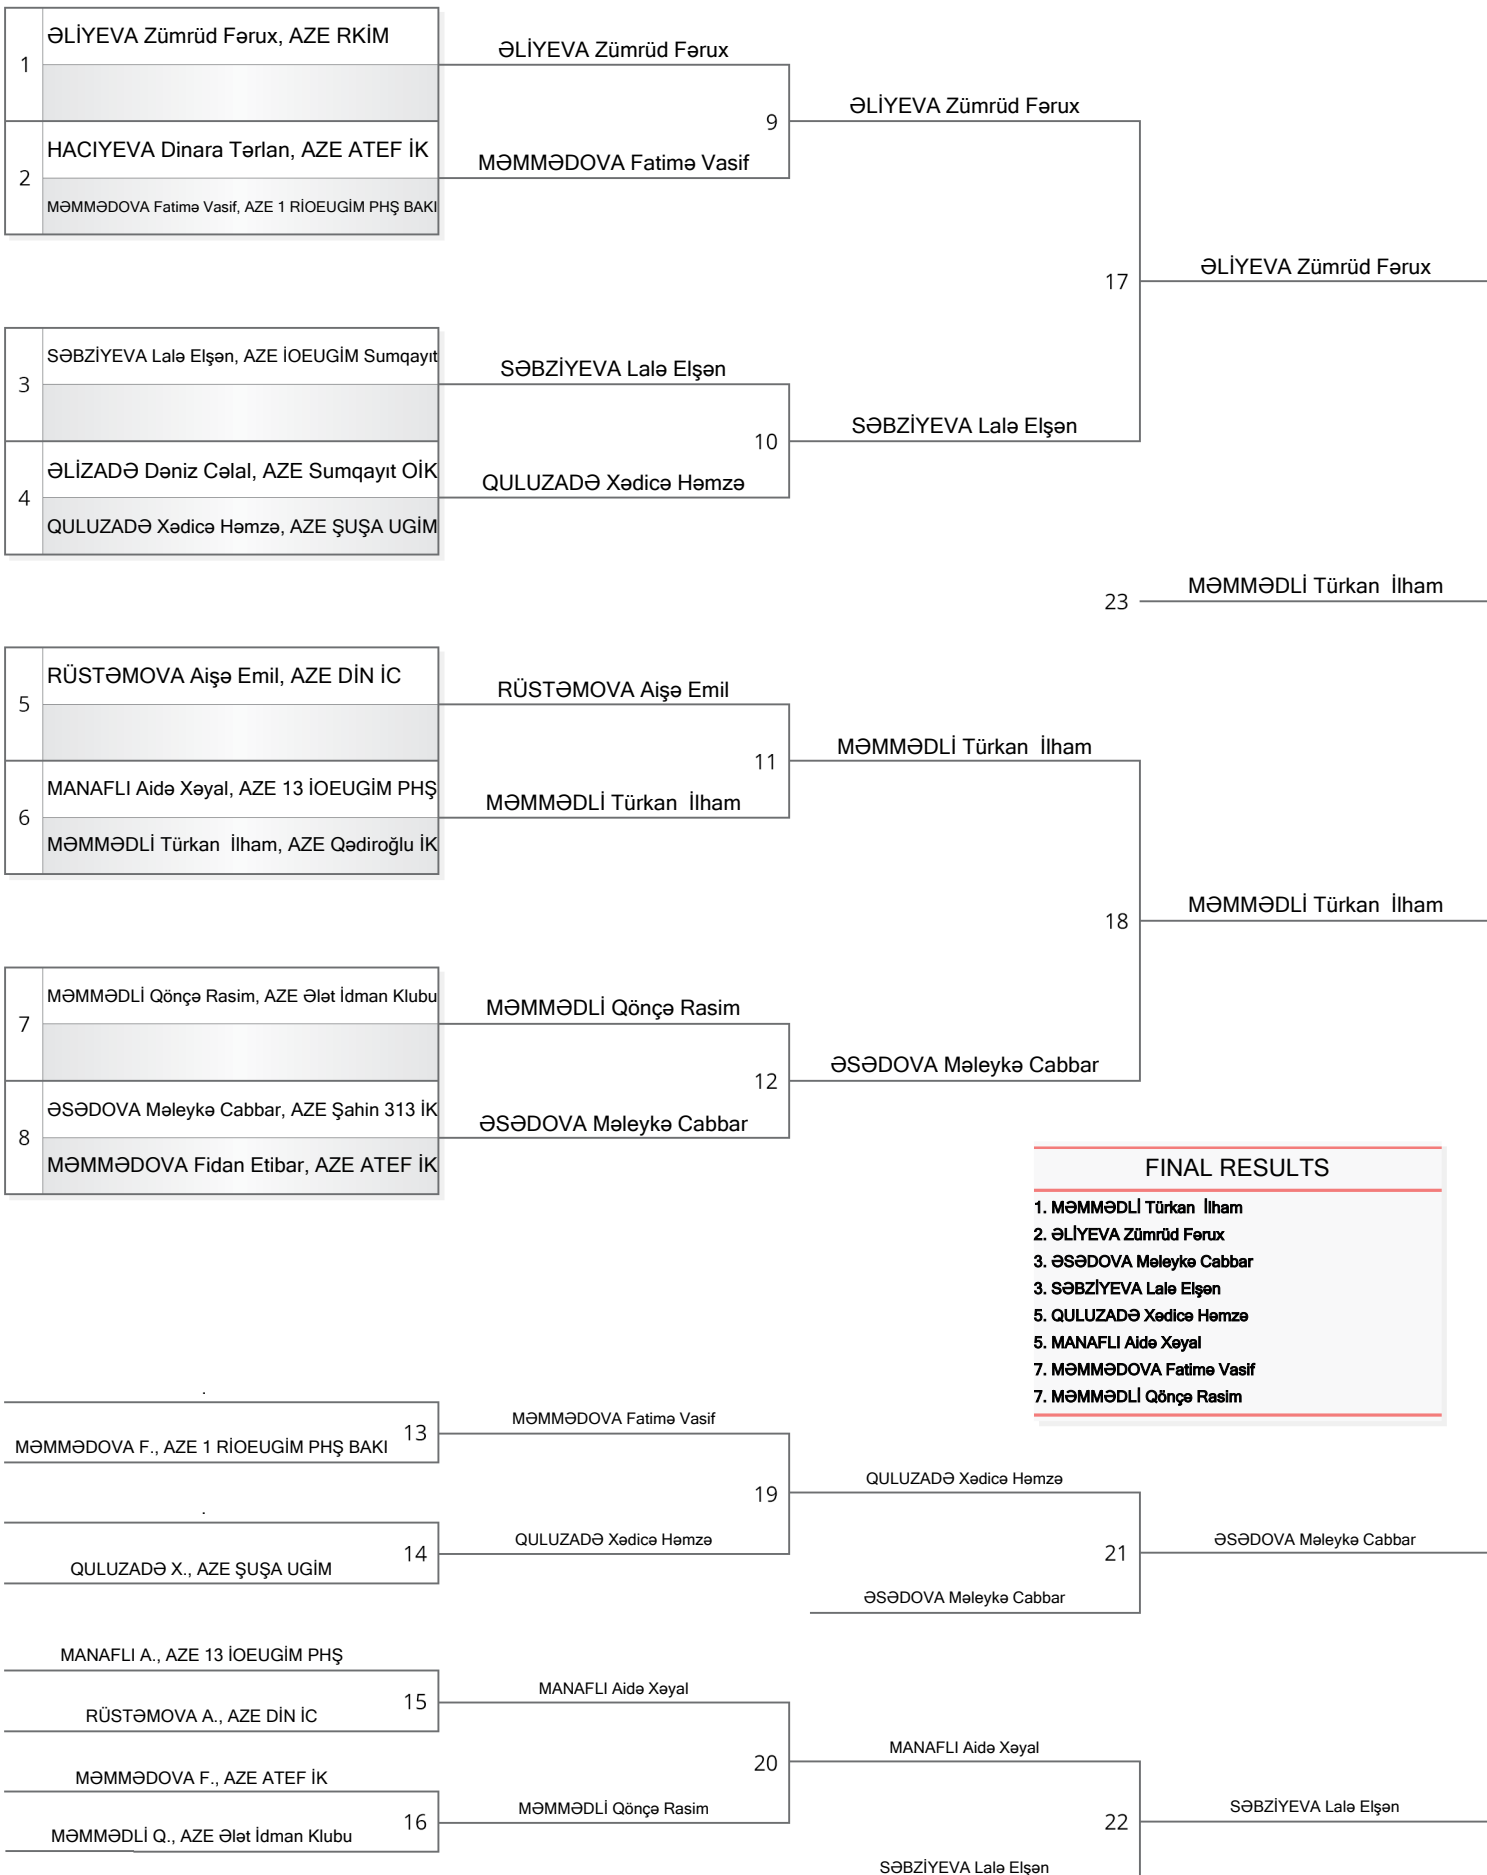 ƏLİYEVA Zümrüd Fərux, AZE RKİM
1
ƏLİYEVA Zümrüd Fərux
9
ƏLİYEVA Zümrüd Fərux
HACIYEVA Dinara Tərlan, AZE ATEF İK
2
MƏMMƏDOVA Fatimə Vasif
MƏMMƏDOVA Fatimə Vasif, AZE 1 RİOEUGİM PHŞ BAKI
17
ƏLİYEVA Zümrüd Fərux
SƏBZİYEVA Lalə Elşən, AZE İOEUGİM Sumqayıt
3
SƏBZİYEVA Lalə Elşən
10
SƏBZİYEVA Lalə Elşən
ƏLİZADƏ Dəniz Cəlal, AZE Sumqayıt OİK
4
QULUZADƏ Xədicə Həmzə
QULUZADƏ Xədicə Həmzə, AZE ŞUŞA UGİM
23
MƏMMƏDLİ Türkan  İlham
RÜSTƏMOVA Aişə Emil, AZE DİN İC
5
RÜSTƏMOVA Aişə Emil
11
MƏMMƏDLİ Türkan  İlham
MANAFLI Aidə Xəyal, AZE 13 İOEUGİM PHŞ
6
MƏMMƏDLİ Türkan  İlham
MƏMMƏDLİ Türkan  İlham, AZE Qədiroğlu İK
18
MƏMMƏDLİ Türkan  İlham
MƏMMƏDLİ Qönçə Rasim, AZE Ələt İdman Klubu
7
MƏMMƏDLİ Qönçə Rasim
12
ƏSƏDOVA Məleykə Cabbar
ƏSƏDOVA Məleykə Cabbar, AZE Şahin 313 İK
8
ƏSƏDOVA Məleykə Cabbar
MƏMMƏDOVA Fidan Etibar, AZE ATEF İK
FINAL RESULTS
1. MƏMMƏDLİ Türkan  İlham
2. ƏLİYEVA Zümrüd Fərux
3. ƏSƏDOVA Məleykə Cabbar
3. SƏBZİYEVA Lalə Elşən
5. QULUZADƏ Xədicə Həmzə
5. MANAFLI Aidə Xəyal
7. MƏMMƏDOVA Fatimə Vasif
7. MƏMMƏDLİ Qönçə Rasim
.
13
MƏMMƏDOVA Fatimə Vasif
MƏMMƏDOVA F., AZE 1 RİOEUGİM PHŞ BAKI
19
QULUZADƏ Xədicə Həmzə
.
14
QULUZADƏ Xədicə Həmzə
QULUZADƏ X., AZE ŞUŞA UGİM
21
ƏSƏDOVA Məleykə Cabbar
ƏSƏDOVA Məleykə Cabbar
MANAFLI A., AZE 13 İOEUGİM PHŞ
15
MANAFLI Aidə Xəyal
RÜSTƏMOVA A., AZE DİN İC
20
MANAFLI Aidə Xəyal
MƏMMƏDOVA F., AZE ATEF İK
16
MƏMMƏDLİ Qönçə Rasim
MƏMMƏDLİ Q., AZE Ələt İdman Klubu
22
SƏBZİYEVA Lalə Elşən
SƏBZİYEVA Lalə Elşən